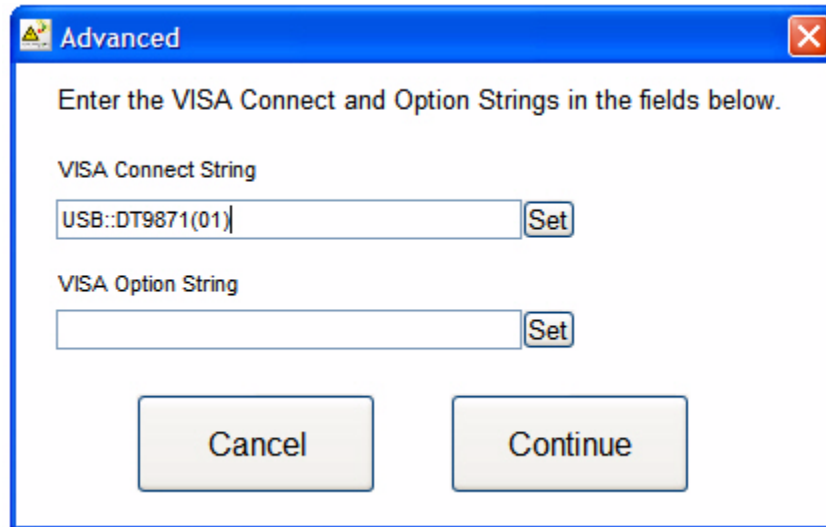 Advanced
Enter the VISA Connect and Option Strings in the fields below.
VISA Connect String
USB::DT9871(01)
Set
VISA Option String
Set
Cancel
Continue